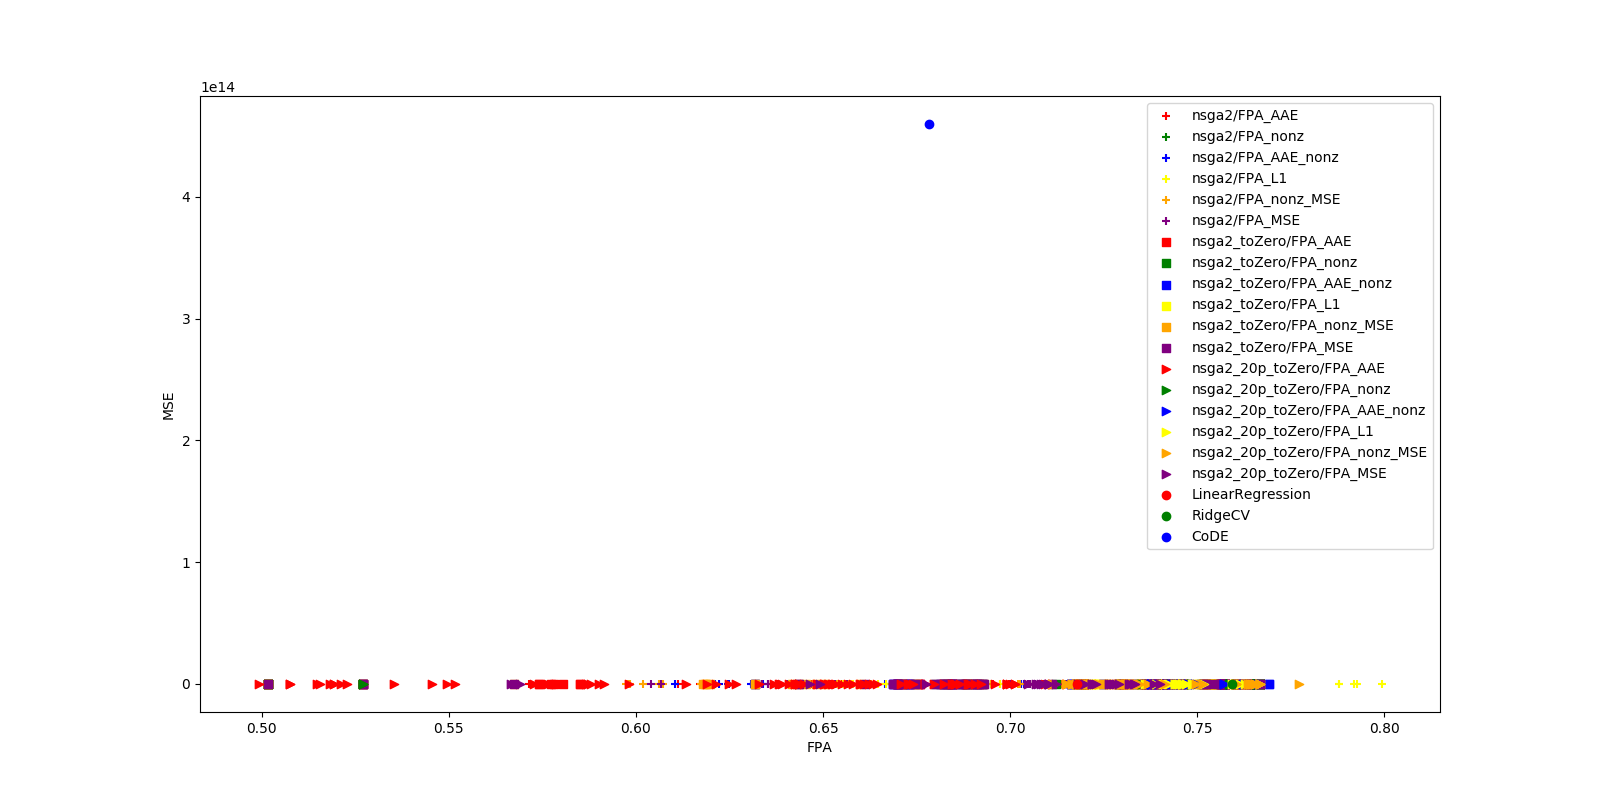 1e14
nsga2/FPA_AAE
nsga2/FPA_nonz
nsga2/FPA_AAE_nonz
nsga2/FPA_L1
nsga2/FPA_nonz_MSE
nsga2/FPA_MSE
nsga2_toZero/FPA_AAE
nsga2_toZero/FPA_nonz
nsga2_toZero/FPA_AAE_nonz
nsga2_toZero/FPA_L1
nsga2_toZero/FPA_nonz_MSE
nsga2_toZero/FPA_MSE
nsga2_20p_toZero/FPA_AAE
nsga2_20p_toZero/FPA_nonz
nsga2_20p_toZero/FPA_AAE_nonz
nsga2_20p_toZero/FPA_L1
nsga2_20p_toZero/FPA_nonz_MSE
nsga2_20p_toZero/FPA_MSE
LinearRegression
RidgeCV
CoDE
4
3
2
1
0
MSE
0.50 0.55 0.60 0.65 0.70 0.75 0.80
FPA